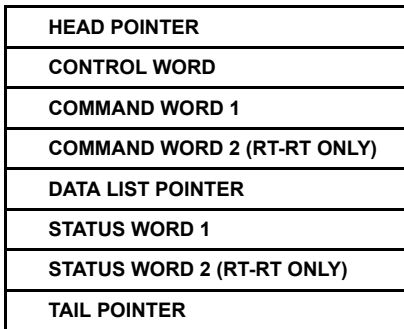 HEAD POINTER
CONTROL WORD
COMMAND WORD 1
COMMAND WORD 2 (RT-RT ONLY)
DATA LIST POINTER
STATUS WORD 1
STATUS WORD 2 (RT-RT ONLY)
TAIL POINTER